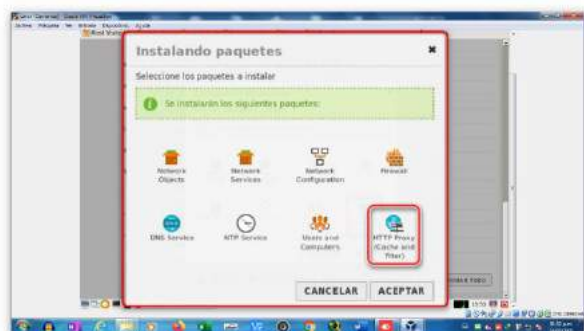 Instalando paquetes
Seleccione los paquetes a instalar
Se instalarán los siguientes paquetes:
Network Objects
Network Services
Network Configuration
Firewall
DNS Service
NTP Service
Users and Computers
HTTP Proxy (Cache and Filter)
CANCELAR
ACEPTAR